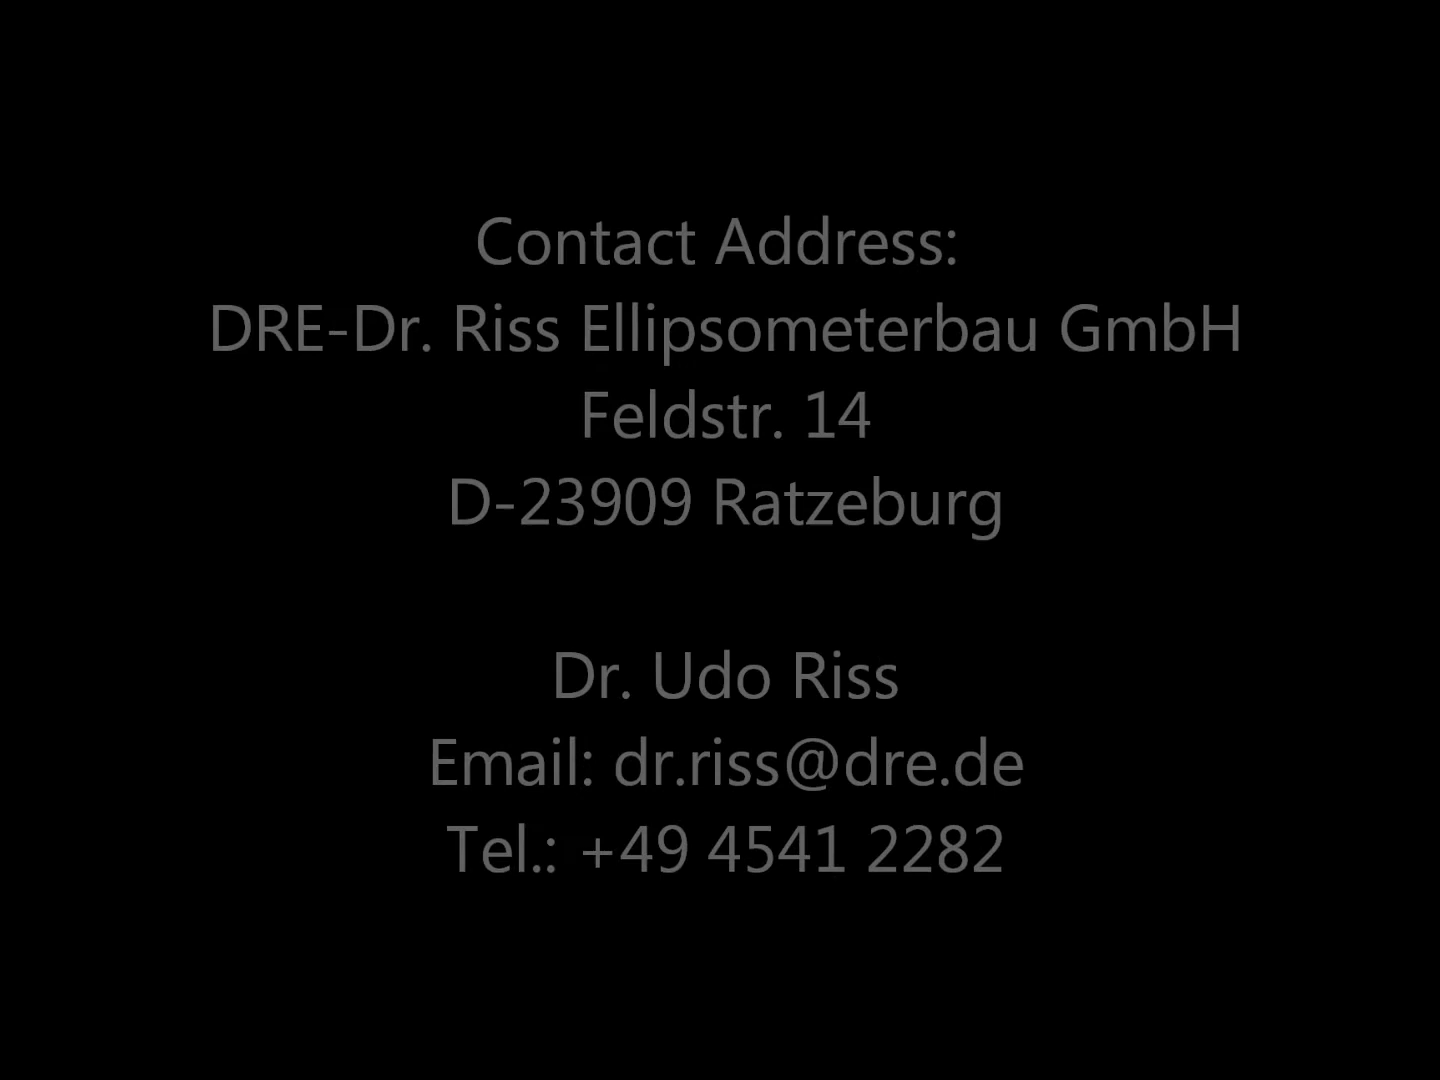 Contact Address:
DRE-Dr. Riss Ellipsometerbau GmbH
Feldstr. 14
D-23909 Ratzeburg
Dr. Udo Riss
Email: dr.riss@dre.de
Tel.: +49 4541 2282